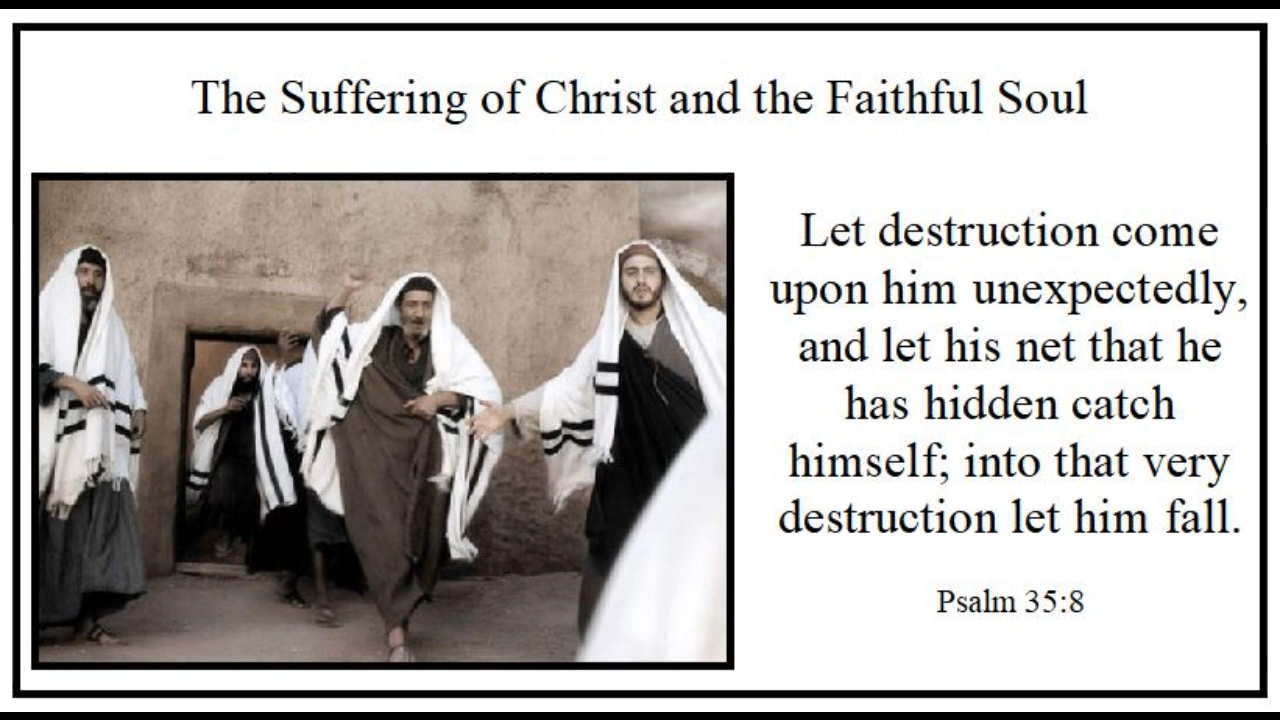 The Suffering of Christ and the Faithful Soul
Let destruction come
upon him unexpectedly,
and let his net that he
has hidden catch
himself; into that very
destruction let him fall.
Psalm 35:8